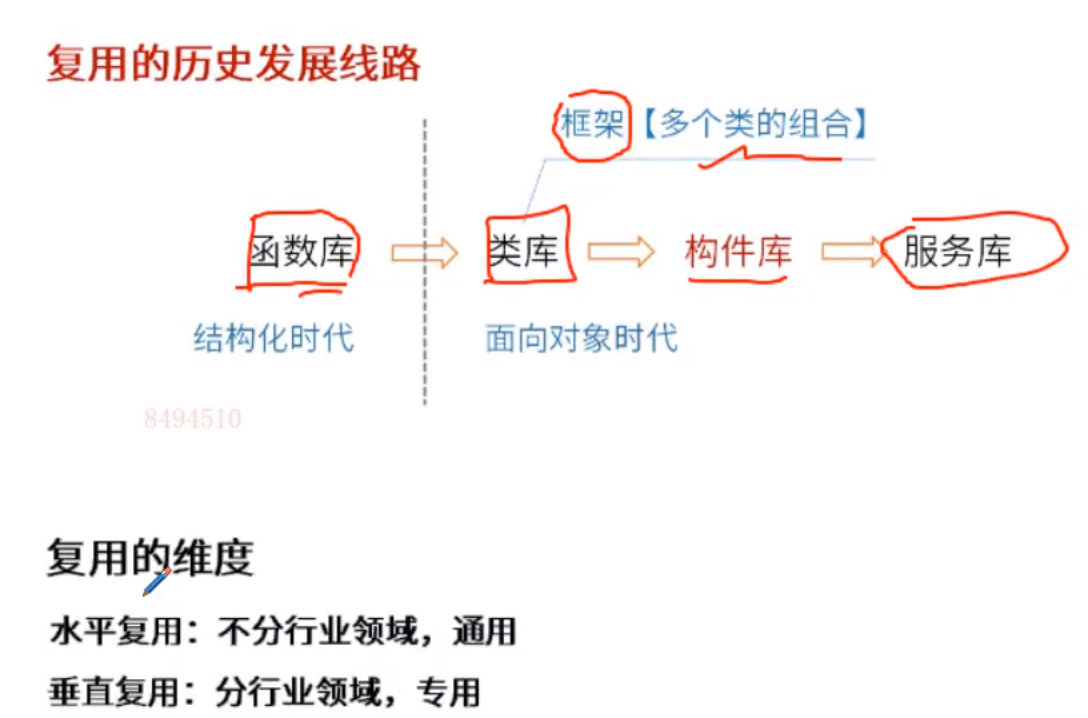 复用的历史发展线路
框架【多个类的组合】
函数库 类库 构件库 服务库
结构化时代 面向对象时代
8494510
复用的维度
水平复用：不分行业领域，通用
垂直复用：分行业领域，专用